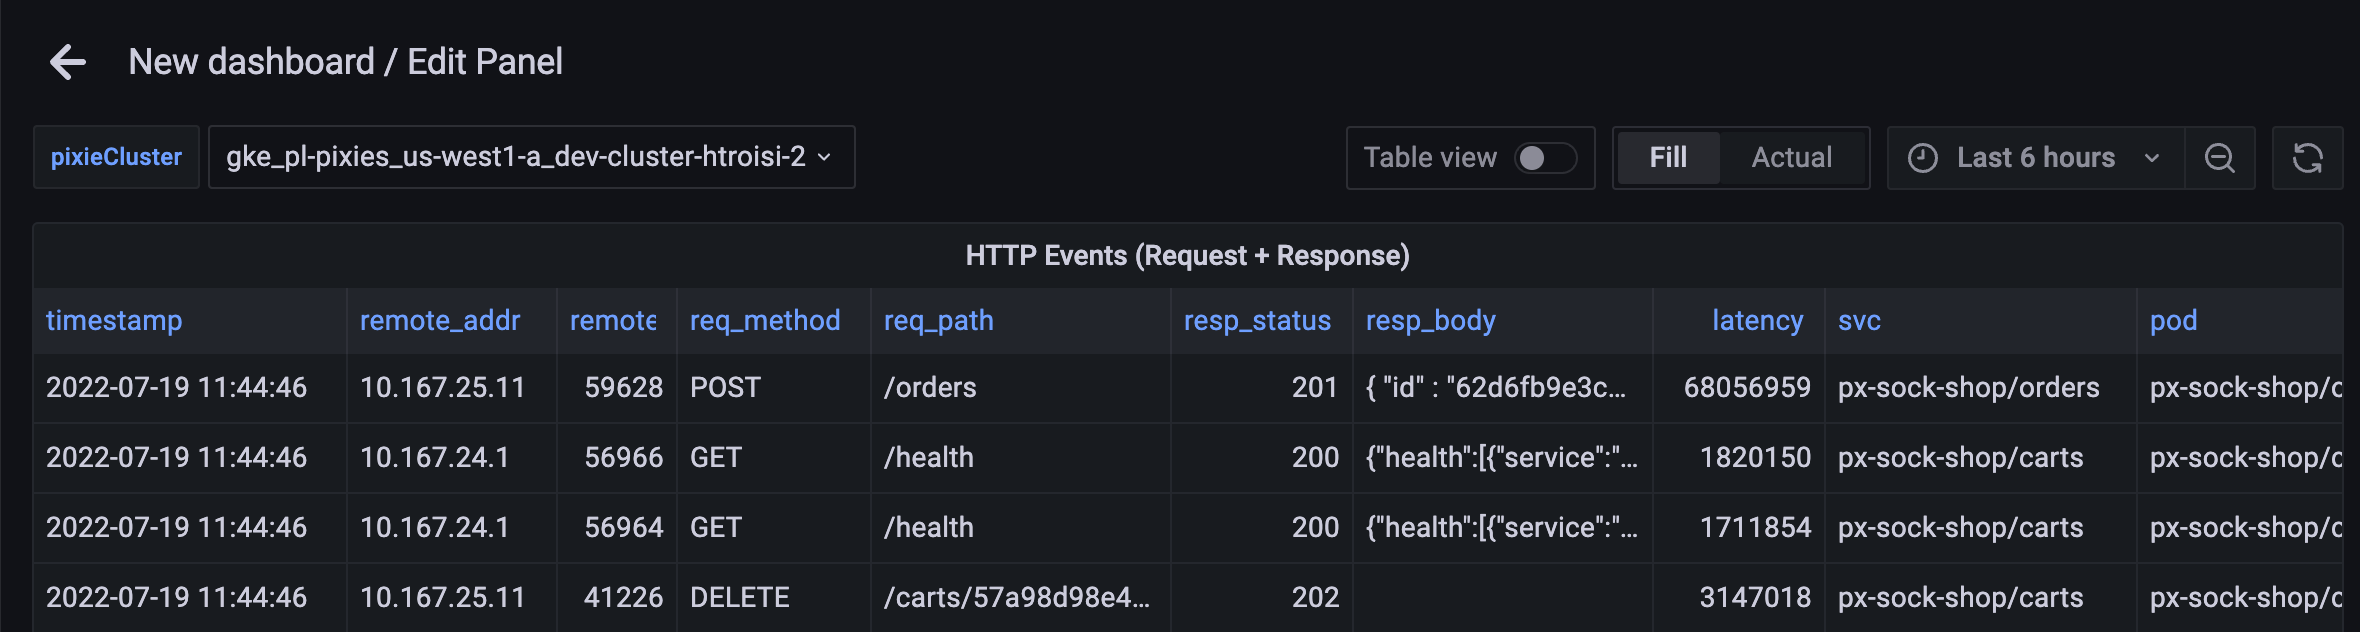 New dashboard / Edit Panel
pixieCluster gke_pl-pixies_us-west1-a_dev-cluster-htroisi-2 Table view Fill Actual Last 6 hours
HTTP Events (Request + Response)
timestamp remote_addr remote req_method req_path resp_status resp_body latency svc pod
2022-07-19 11:44:46 10.167.25.11 59628 POST /orders 201 { "id" : "62d6fb9e3c... 68056959 px-sock-shop/orders px-sock-shop/
2022-07-19 11:44:46 10.167.24.1 56966 GET /health 200 {"health":[{"service":"... 1820150 px-sock-shop/carts px-sock-shop/
2022-07-19 11:44:46 10.167.24.1 56964 GET /health 200 {"health":[{"service":"... 1711854 px-sock-shop/carts px-sock-shop/
2022-07-19 11:44:46 10.167.25.11 41226 DELETE /carts/57a98d98e4... 202 3147018 px-sock-shop/carts px-sock-shop/